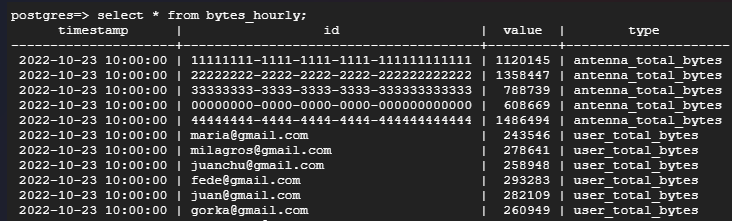 postgres=> select * from bytes_hourly;
timestamp | id | value | type
---------------------+--------------------------------------+---------+---------------------
2022-10-23 10:00:00 | 11111111-1111-1111-1111-111111111111 | 1120145 | antenna_total_bytes
2022-10-23 10:00:00 | 22222222-2222-2222-2222-222222222222 | 1358447 | antenna_total_bytes
2022-10-23 10:00:00 | 33333333-3333-3333-3333-333333333333 | 788739 | antenna_total_bytes
2022-10-23 10:00:00 | 00000000-0000-0000-0000-000000000000 | 608669 | antenna_total_bytes
2022-10-23 10:00:00 | 44444444-4444-4444-4444-444444444444 | 1486494 | antenna_total_bytes
2022-10-23 10:00:00 | maria@gmail.com | 243546 | user_total_bytes
2022-10-23 10:00:00 | milagros@gmail.com | 278641 | user_total_bytes
2022-10-23 10:00:00 | juanchu@gmail.com | 258948 | user_total_bytes
2022-10-23 10:00:00 | fede@gmail.com | 293283 | user_total_bytes
2022-10-23 10:00:00 | juan@gmail.com | 282109 | user_total_bytes
2022-10-23 10:00:00 | gorka@gmail.com | 260949 | user_total_bytes